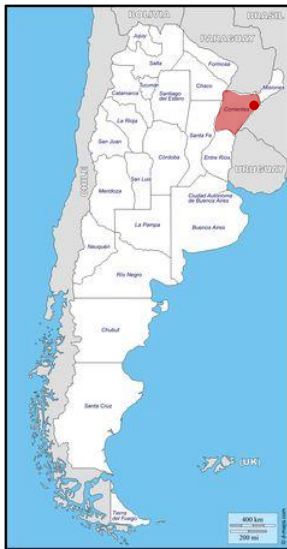 BOLIVIA
BRASIL
PARAGUAY
Jujuy
Salta
Formosa
Misiones
Tucumán
Chaco
Catamarca
Santiago
del Estero
Corrientes
La Rioja
Santa Fe
San Juan
Córdoba
Entre Ríos
URUGUAY
CHILE
San Luis
Mendoza
Ciudad Autónoma
de Buenos Aires
La Pampa
Buenos Aires
Neuquén
Río Negro
Chubut
Santa Cruz
(UK)
Tierra
del Fuego
400 km
200 mi